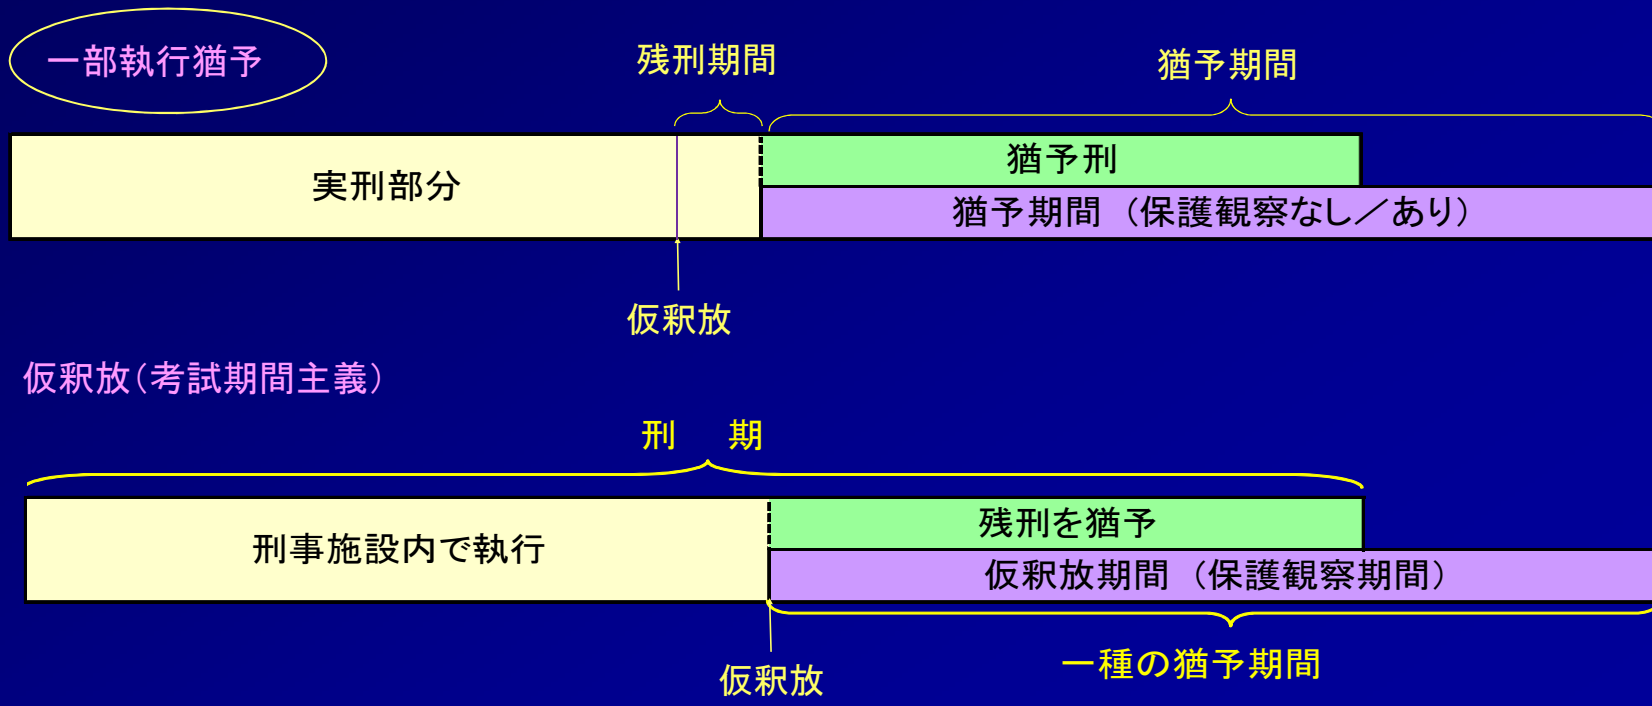 一部執行猶予
残刑期間
猶予期間
実刑部分
猶予刑
猶予期間（保護観察なし／あり）
仮釈放
仮釈放（考試期間主義）
刑　期
刑事施設内で執行
残刑を猶予
仮釈放期間（保護観察期間）
仮釈放
一種の猶予期間